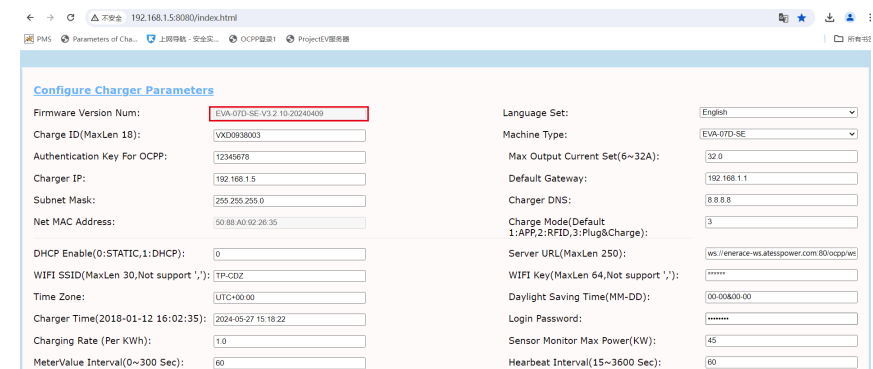 不安全 192.168.1.5:8080/index.html
PMS Parameters of Cha... 上网导航 - 安全实... OCPP登录1 ProjectEV服务器 所有书签
Configure Charger Parameters
Firmware Version Num: EVA-07D-SE-V3.2.10-20240409 Language Set: English
Charge ID(MaxLen 18): VXD0938003 Machine Type: EVA-07D-SE
Authentication Key For OCPP: 12345678 Max Output Current Set(6~32A): 32.0
Charger IP: 192.168.1.5 Default Gateway: 192.168.1.1
Subnet Mask: 255.255.255.0 Charger DNS: 8.8.8.8
Net MAC Address: 50:88:A0:92:26:35 Charge Mode(Default
1:APP,2:RFID,3:Plug&Charge): 3
DHCP Enable(0:STATIC,1:DHCP): 0 Server URL(MaxLen 250): ws://enerace-ws.atesspower.com:80/ocpp/ws
WIFI SSID(MaxLen 30,Not support ','): TP-CDZ WIFI Key(MaxLen 64,Not support ','): ••••••
Time Zone: UTC+00:00 Daylight Saving Time(MM-DD): 00-00&00-00
Charger Time(2018-01-12 16:02:35): 2024-05-27 15:18:22 Login Password: ••••••••
Charging Rate (Per KWh): 1.0 Sensor Monitor Max Power(KW): 45
MeterValue Interval(0~300 Sec): 60 Hearbeat Interval(15~3600 Sec): 60